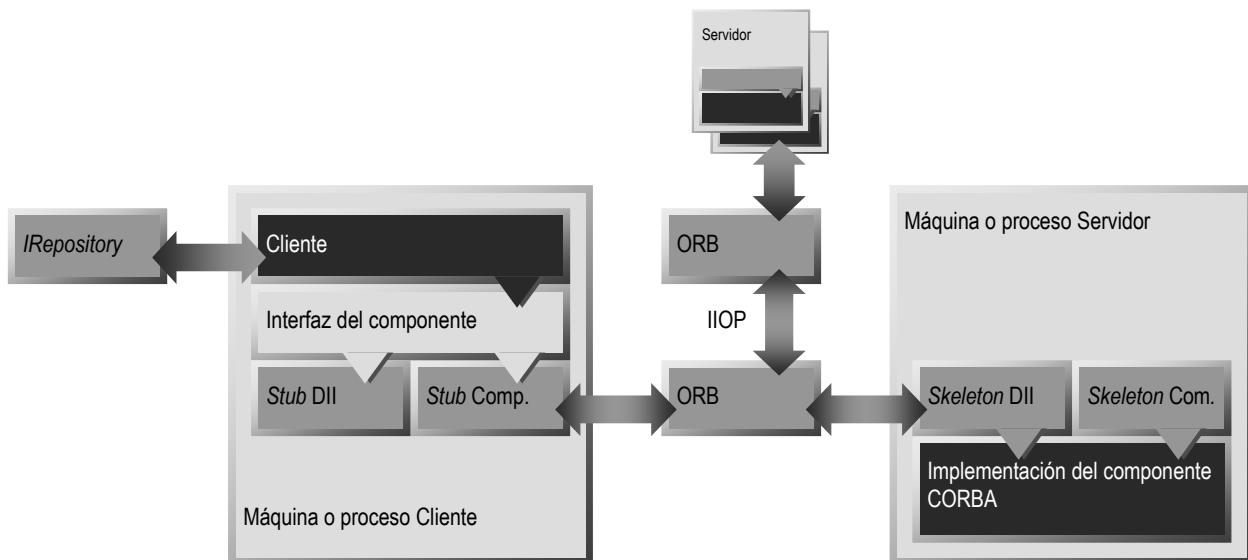 Servidor
Máquina o proceso Servidor
IRepository
Cliente
ORB
Interfaz del componente
IIOP
Stub DII
Stub Comp.
ORB
Skeleton DII
Skeleton Com.
Implementación del componente
CORBA
Máquina o proceso Cliente